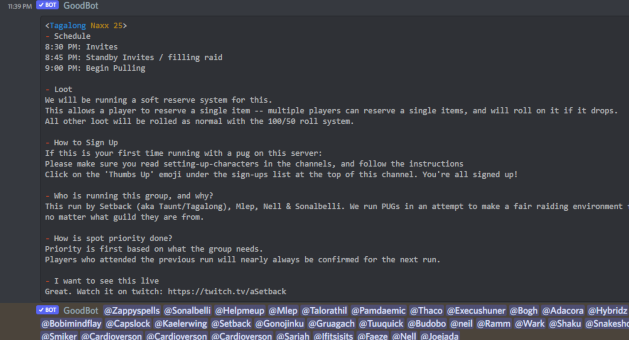 11:39 PM ✔ BOT GoodBot
<Tagalong Naxx 25>
- Schedule
8:30 PM: Invites
8:45 PM: Standby Invites / filling raid
9:00 PM: Begin Pulling
- Loot
We will be running a soft reserve system for this.
This allows a player to reserve a single item -- multiple players can reserve a single items, and will roll on it if it drops.
All other loot will be rolled as normal with the 100/50 roll system.
- How to Sign Up
If this is your first time running with a pug on this server:
Please make sure you read setting-up-characters in the channels, and follow the instructions
Click on the 'Thumbs Up' emoji under the sign-ups list at the top of this channel. You're all signed up!
- Who is running this group, and why?
This run by Setback (aka Taunt/Tagalong), Mlep, Nell & Sonalbelli. We run PUGs in an attempt to make a fair raiding environment
no matter what guild they are from.
- How is spot priority done?
Priority is first based on what the group needs.
Players who attended the previous run will nearly always be confirmed for the next run.
- I want to see this live
Great. Watch it on twitch: https://twitch.tv/aSetback
✔ BOT GoodBot @Zappyspells @Sonalbelli @Helpmeup @Mlep @Talorathil @Pamdaemic @Thaco @Execushuner @Bogh @Adacora @Hybridz
@Bobimindflay @Capslock @Kaelerwing @Setback @Gonojinku @Gruagach @Tuuquick @Budobo @neil @Ramm @Wark @Shaku
@Smiker @Cardioverson @Cardioverson @Cardioverson @Sariah @Ifitsisits @Faeze @Nell @Joejada